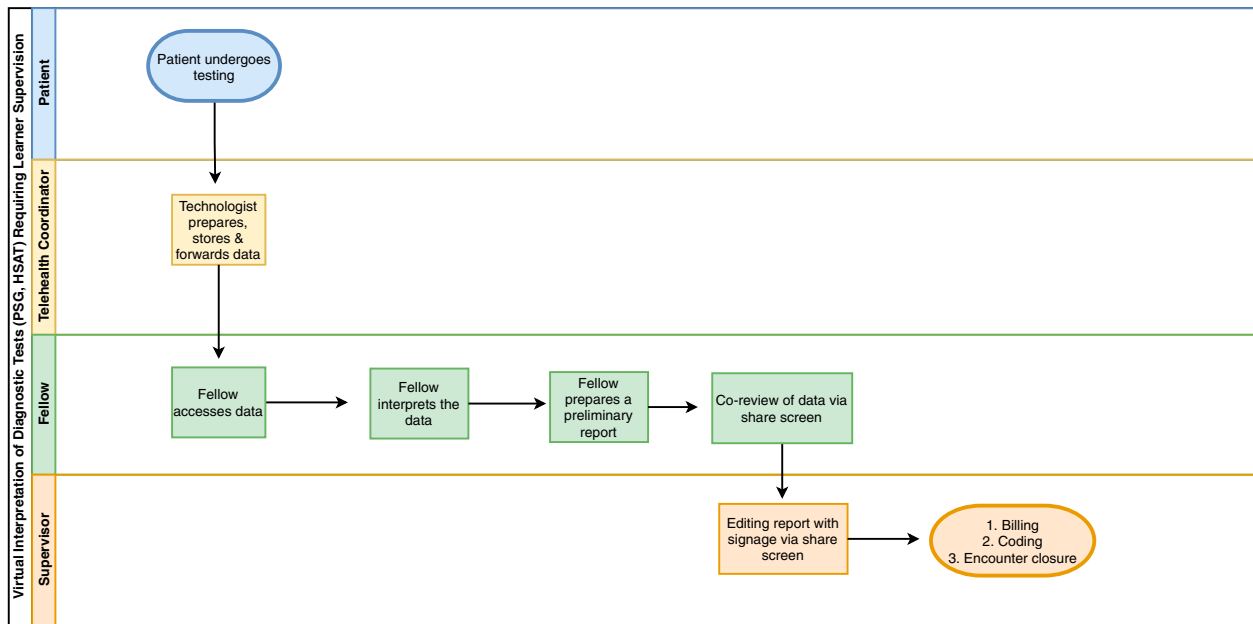 Virtual Interpretation of Diagnostic Tests (PSG, HSAT) Requiring Learner Supervision
Patient
Patient undergoes
testing
Telehealth Coordinator
Technologist
prepares,
stores &
forwards data
Fellow
Fellow
accesses data
Fellow
interprets the
data
Fellow
prepares a
preliminary
report
Co-review of data via
share screen
Supervisor
Editing report with
signage via share
screen
1. Billing
2. Coding
3. Encounter closure